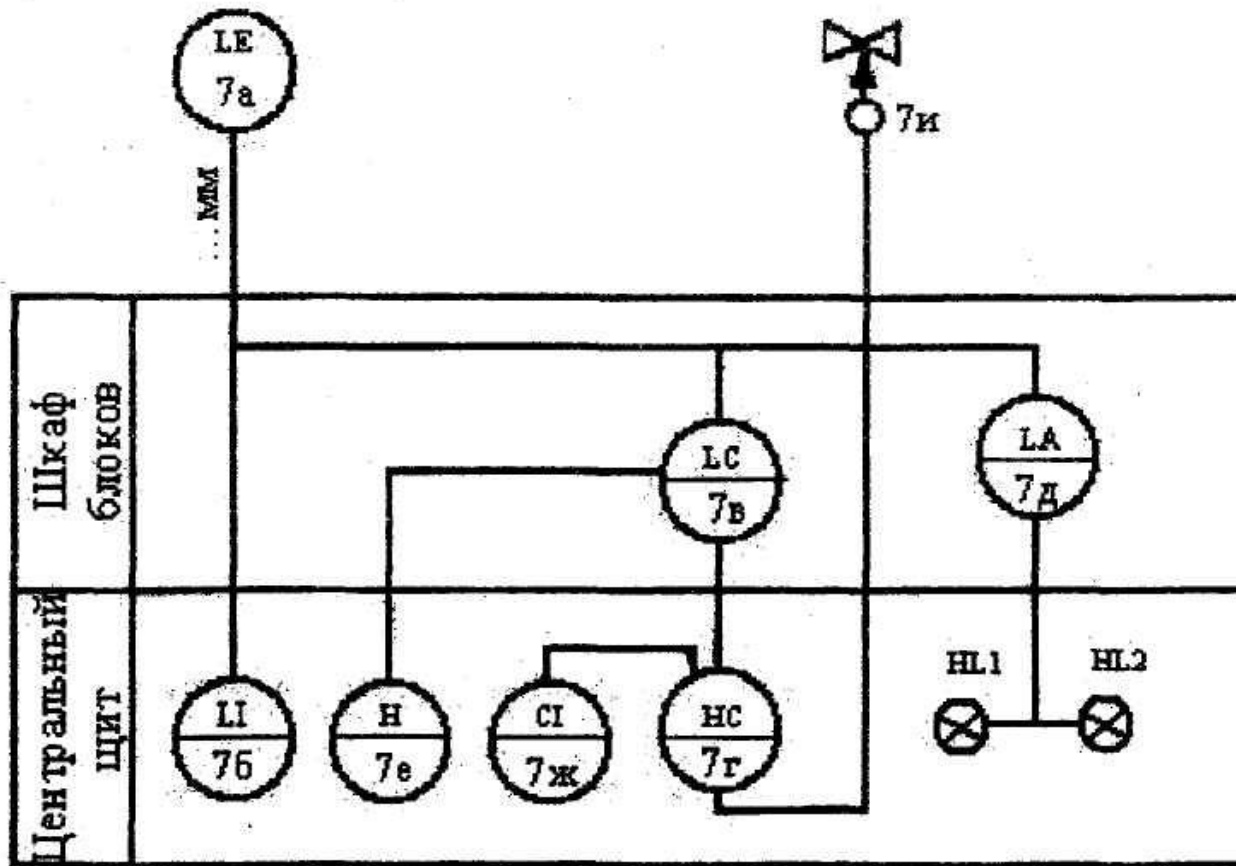 LE
7а
7и
...мм
Шкаф
блоков
LC
7в
LA
7д
Центральный
щит
LI
7б
H
7е
CI
7ж
HC
7г
HL1
HL2